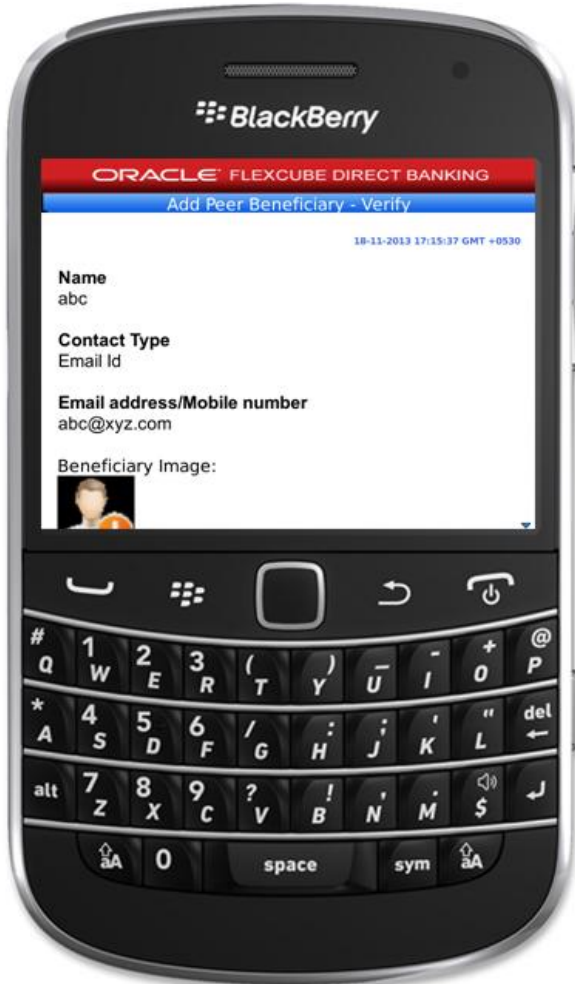 BlackBerry
ORACLE FLEXCUBE DIRECT BANKING
Add Peer Beneficiary - Verify
18-11-2013 17:15:37 GMT +0530
Name
abc
Contact Type
Email Id
Email address/Mobile number
abc@xyz.com
Beneficiary Image:
# 1 2 3 ( ) _ - + @
Q W E R T Y U I O P
* 4 5 6 / : ; ' " del
A S D F G H J K L
alt 7 8 9 ? ! , .
Z X C V B N M $
aA 0 space sym aA